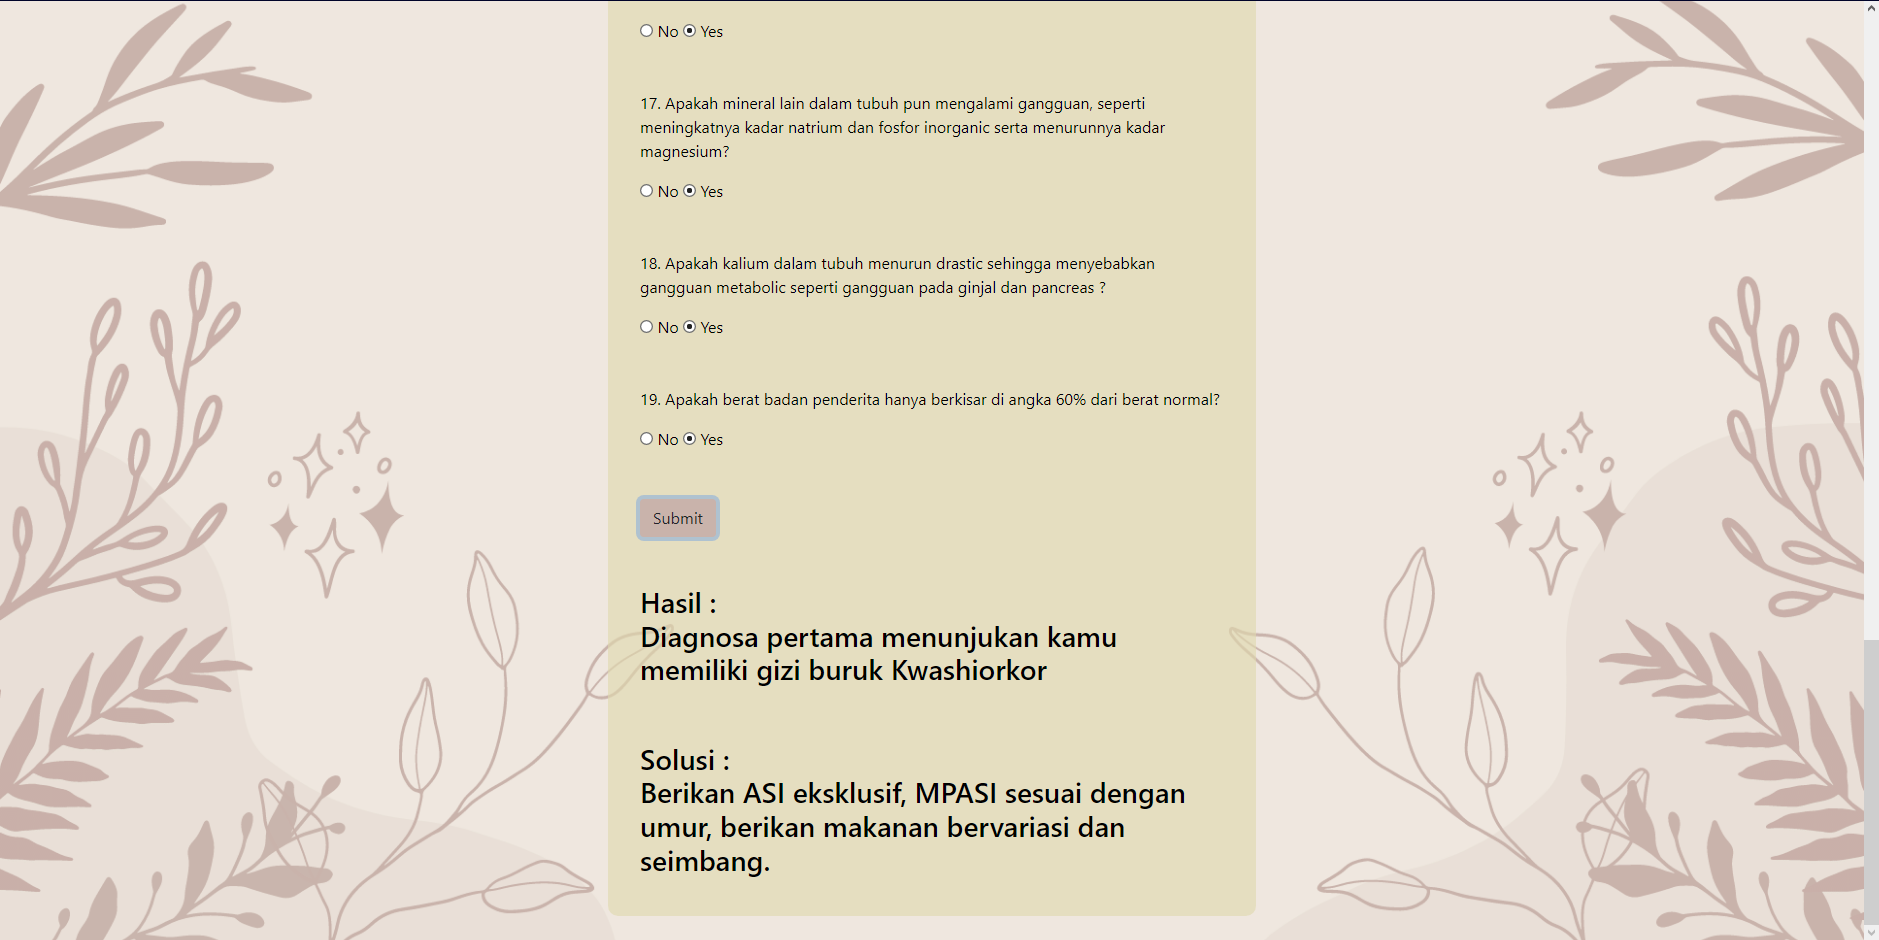 No Yes
17. Apakah mineral lain dalam tubuh pun mengalami gangguan, seperti
meningkatnya kadar natrium dan fosfor inorganic serta menurunnya kadar
magnesium?
No Yes
18. Apakah kalium dalam tubuh menurun drastic sehingga menyebabkan
gangguan metabolic seperti gangguan pada ginjal dan pancreas ?
No Yes
19. Apakah berat badan penderita hanya berkisar di angka 60% dari berat normal?
No Yes
Submit
Hasil :
Diagnosa pertama menunjukan kamu
memiliki gizi buruk Kwashiorkor
Solusi :
Berikan ASI eksklusif, MPASI sesuai dengan
umur, berikan makanan bervariasi dan
seimbang.